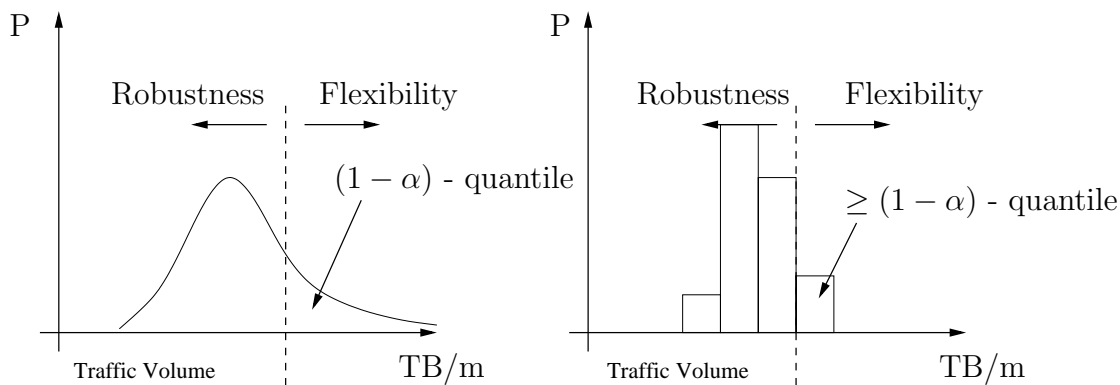 P
Robustness
Flexibility
(1 − α) - quantile
Traffic Volume
TB/m
P
Robustness
Flexibility
≥ (1 − α) - quantile
Traffic Volume
TB/m